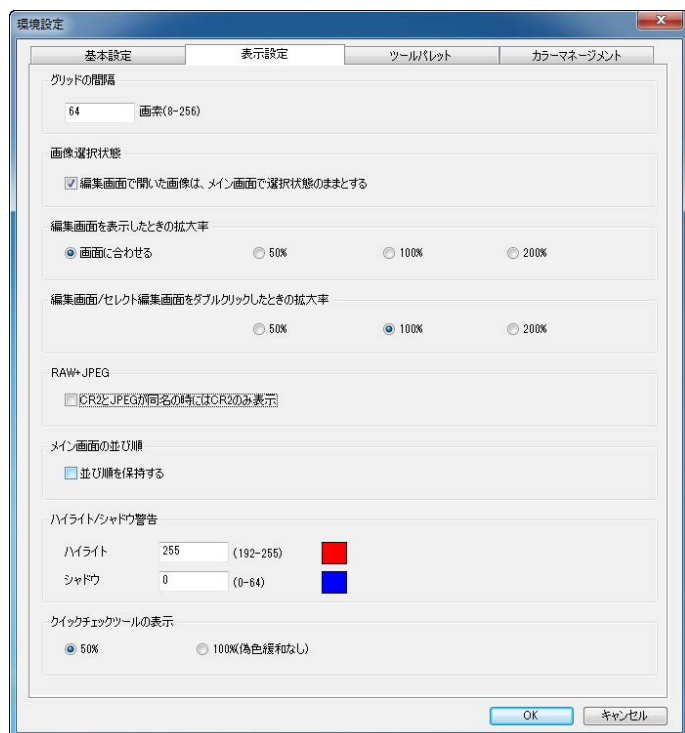 環境設定
基本設定 表示設定 ツールパレット カラーマネージメント
グリッドの間隔
64 画素(8-256)
画像選択状態
編集画面で開いた画像は、メイン画面で選択状態のままとする
編集画面を表示したときの拡大率
画面に合わせる 50% 100% 200%
編集画面/セレクト編集画面をダブルクリックしたときの拡大率
50% 100% 200%
RAW+JPEG
CR2とJPEGが同名の時にはCR2のみ表示
メイン画面の並び順
並び順を保持する
ハイライト/シャドウ警告
ハイライト 255 (192-255)
シャドウ 0 (0-64)
クイックチェックツールの表示
50% 100%(偽色緩和なし)
OK キャンセル